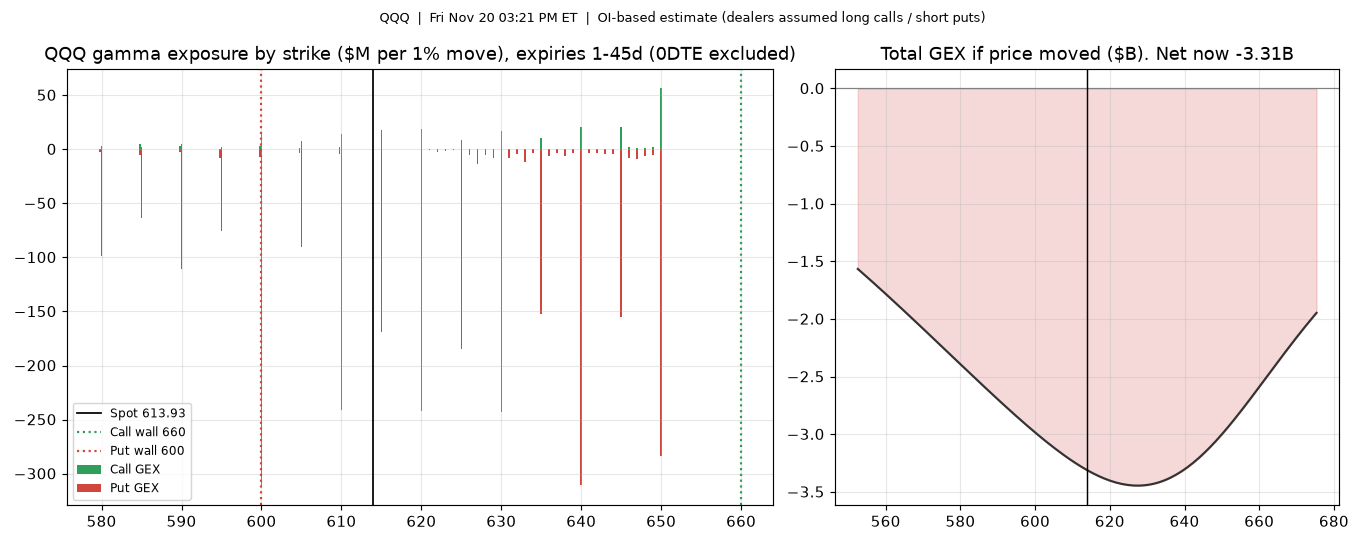 QQQ | Fri Nov 20 03:21 PM ET | OI-based estimate (dealers assumed long calls / short puts)
QQQ gamma exposure by strike ($M per 1% move), expiries 1-45d (0DTE excluded)
50
0
−50
−100
−150
−200
−250
−300
Spot 613.93
Call wall 660
Put wall 600
Call GEX
Put GEX
580 590 600 610 620 630 640 650 660
Total GEX if price moved ($B). Net now -3.31B
0.0
−0.5
−1.0
−1.5
−2.0
−2.5
−3.0
−3.5
560 580 600 620 640 660 680